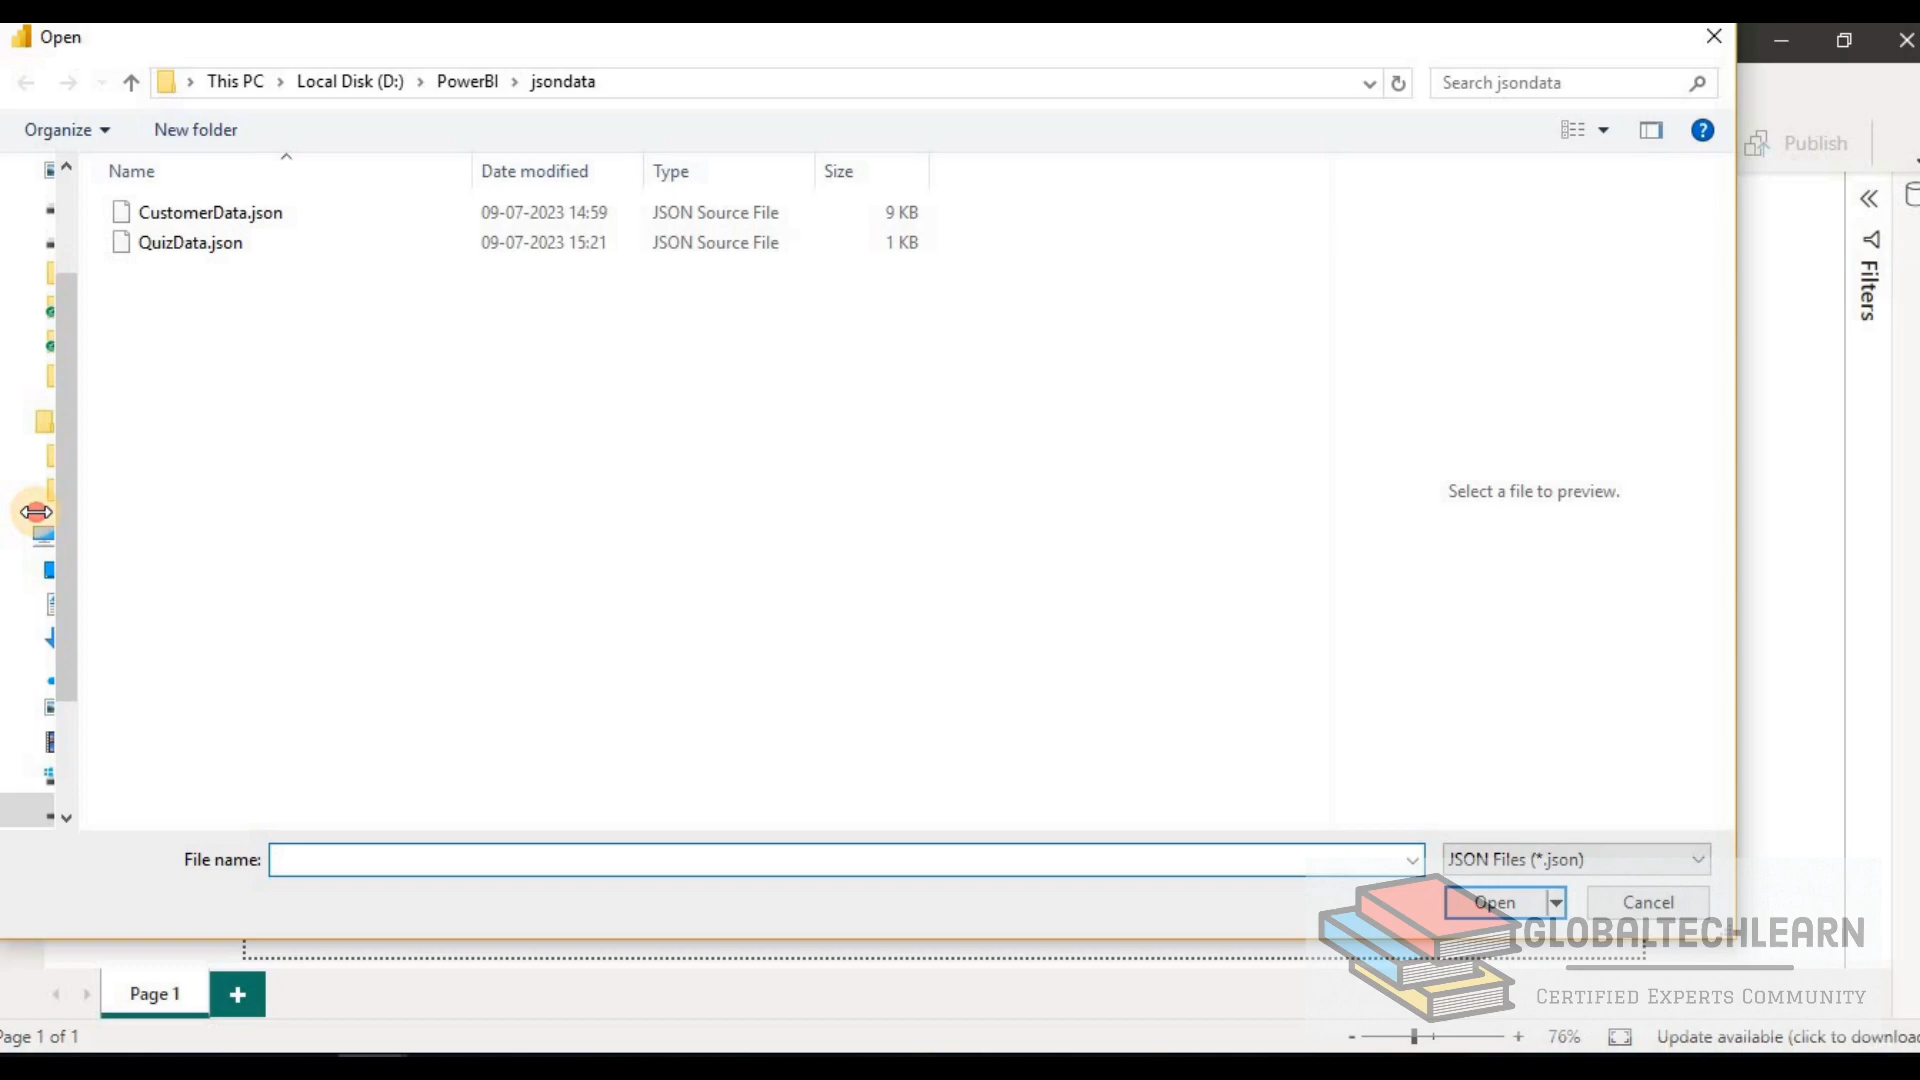 Open
This PC > Local Disk (D:) > PowerBI > jsondata
Search jsondata
Organize
New folder
Publish
Name
Date modified
Type
Size
CustomerData.json
09-07-2023 14:59
JSON Source File
9 KB
QuizData.json
09-07-2023 15:21
JSON Source File
1 KB
Filters
Select a file to preview.
File name:
JSON Files (*.json)
Open
Cancel
GLOBALTECHLEARN
CERTIFIED EXPERTS COMMUNITY
Page 1
Page 1 of 1
76%
Update available (click to download